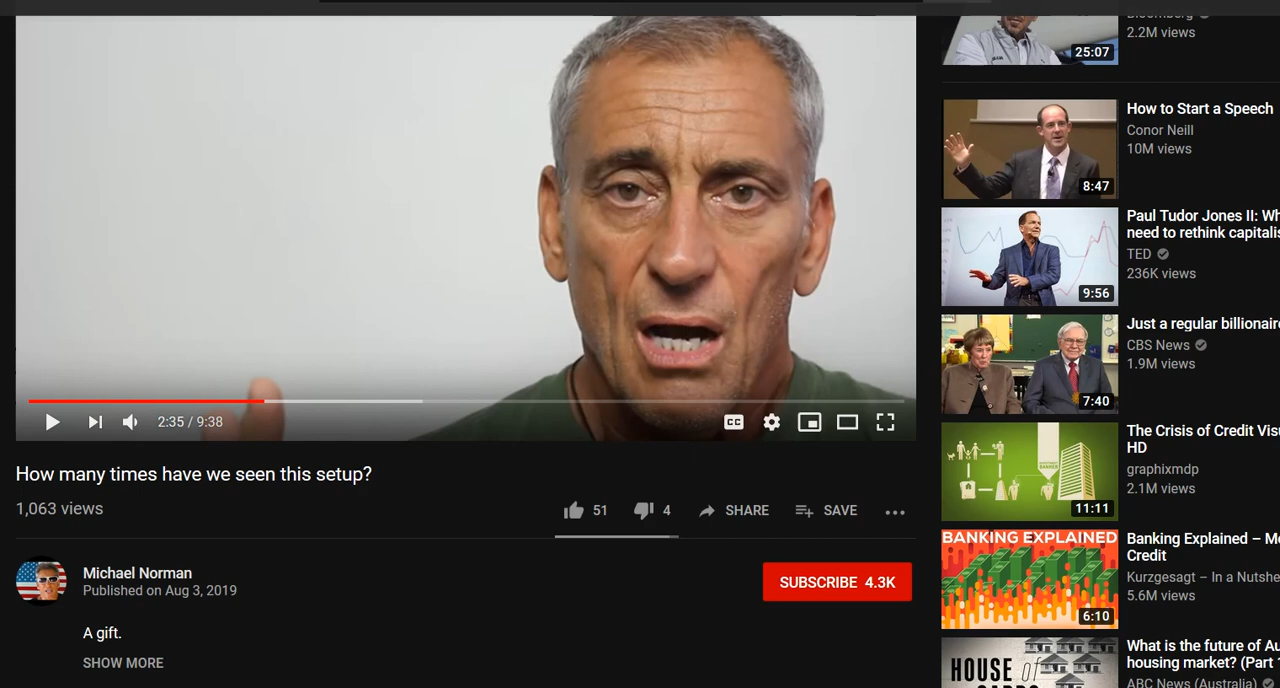 2:35 / 9:38
CC
How many times have we seen this setup?
1,063 views
51
4
SHARE
SAVE
Michael Norman
Published on Aug 3, 2019
SUBSCRIBE 4.3K
A gift.
SHOW MORE
Bloomberg
2.2M views
25:07
How to Start a Speech
Conor Neill
10M views
8:47
Paul Tudor Jones II: Wh
need to rethink capitalis
TED
236K views
9:56
Just a regular billionaire
CBS News
1.9M views
7:40
The Crisis of Credit Visu
HD
graphixmdp
2.1M views
11:11
BANKING EXPLAINED
Banking Explained – Mo
Credit
Kurzgesagt – In a Nutshe
5.6M views
6:10
What is the future of Au
housing market? (Part 1
ABC News (Australia)
HOUSE of
CARDS